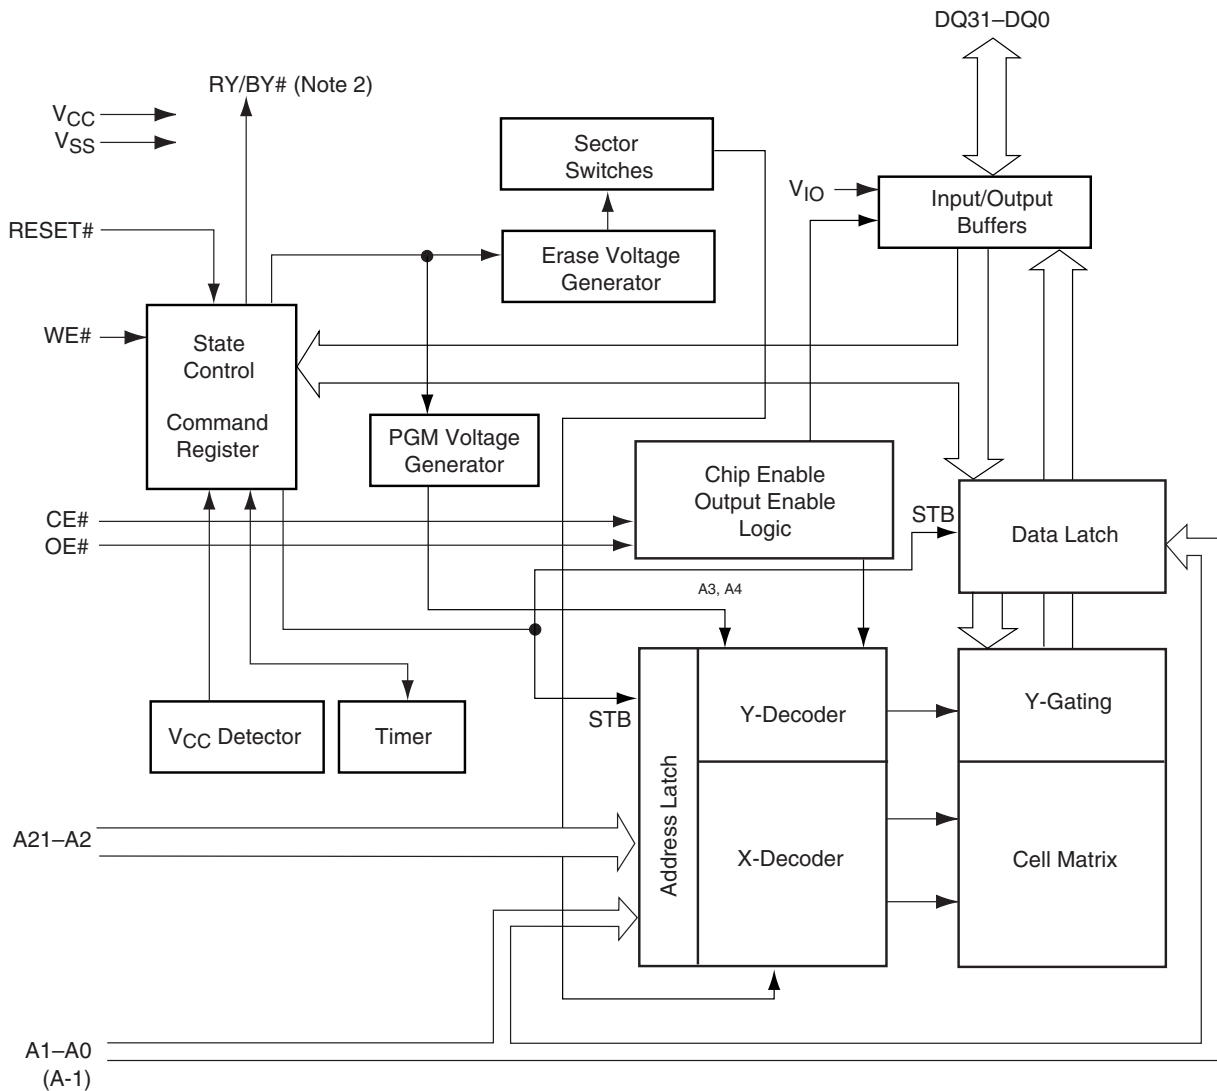 DQ31–DQ0
RY/BY# (Note 2)
VCC
VSS
Sector
Switches
VIO
Input/Output
Buffers
RESET#
Erase Voltage
Generator
WE#
State
Control
Command
Register
PGM Voltage
Generator
Chip Enable
Output Enable
Logic
CE#
OE#
STB
Data Latch
A3, A4
STB
Y-Decoder
Y-Gating
VCC Detector
Timer
Address Latch
A21–A2
X-Decoder
Cell Matrix
A1–A0
(A-1)